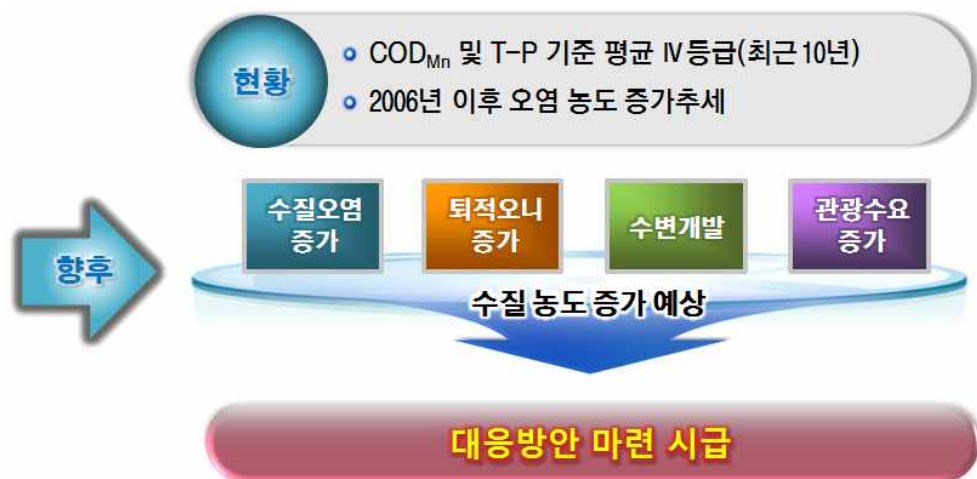 현황
• COD_Mn 및 T-P 기준 평균 Ⅳ등급(최근 10년)
• 2006년 이후 오염 농도 증가추세
향후
수질오염
증가
퇴적오니
증가
수변개발
관광수요
증가
수질 농도 증가 예상
대응방안 마련 시급